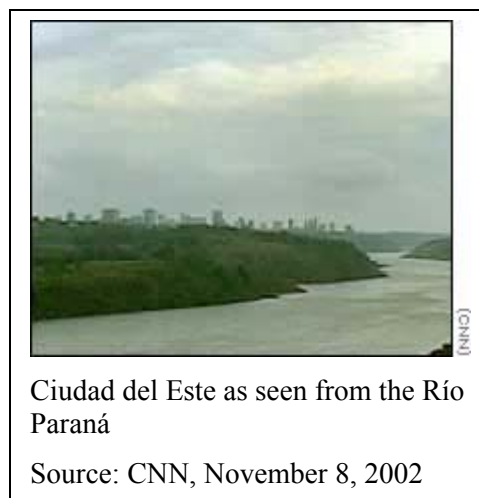 (CNN)
Ciudad del Este as seen from the Río
Paraná
Source: CNN, November 8, 2002